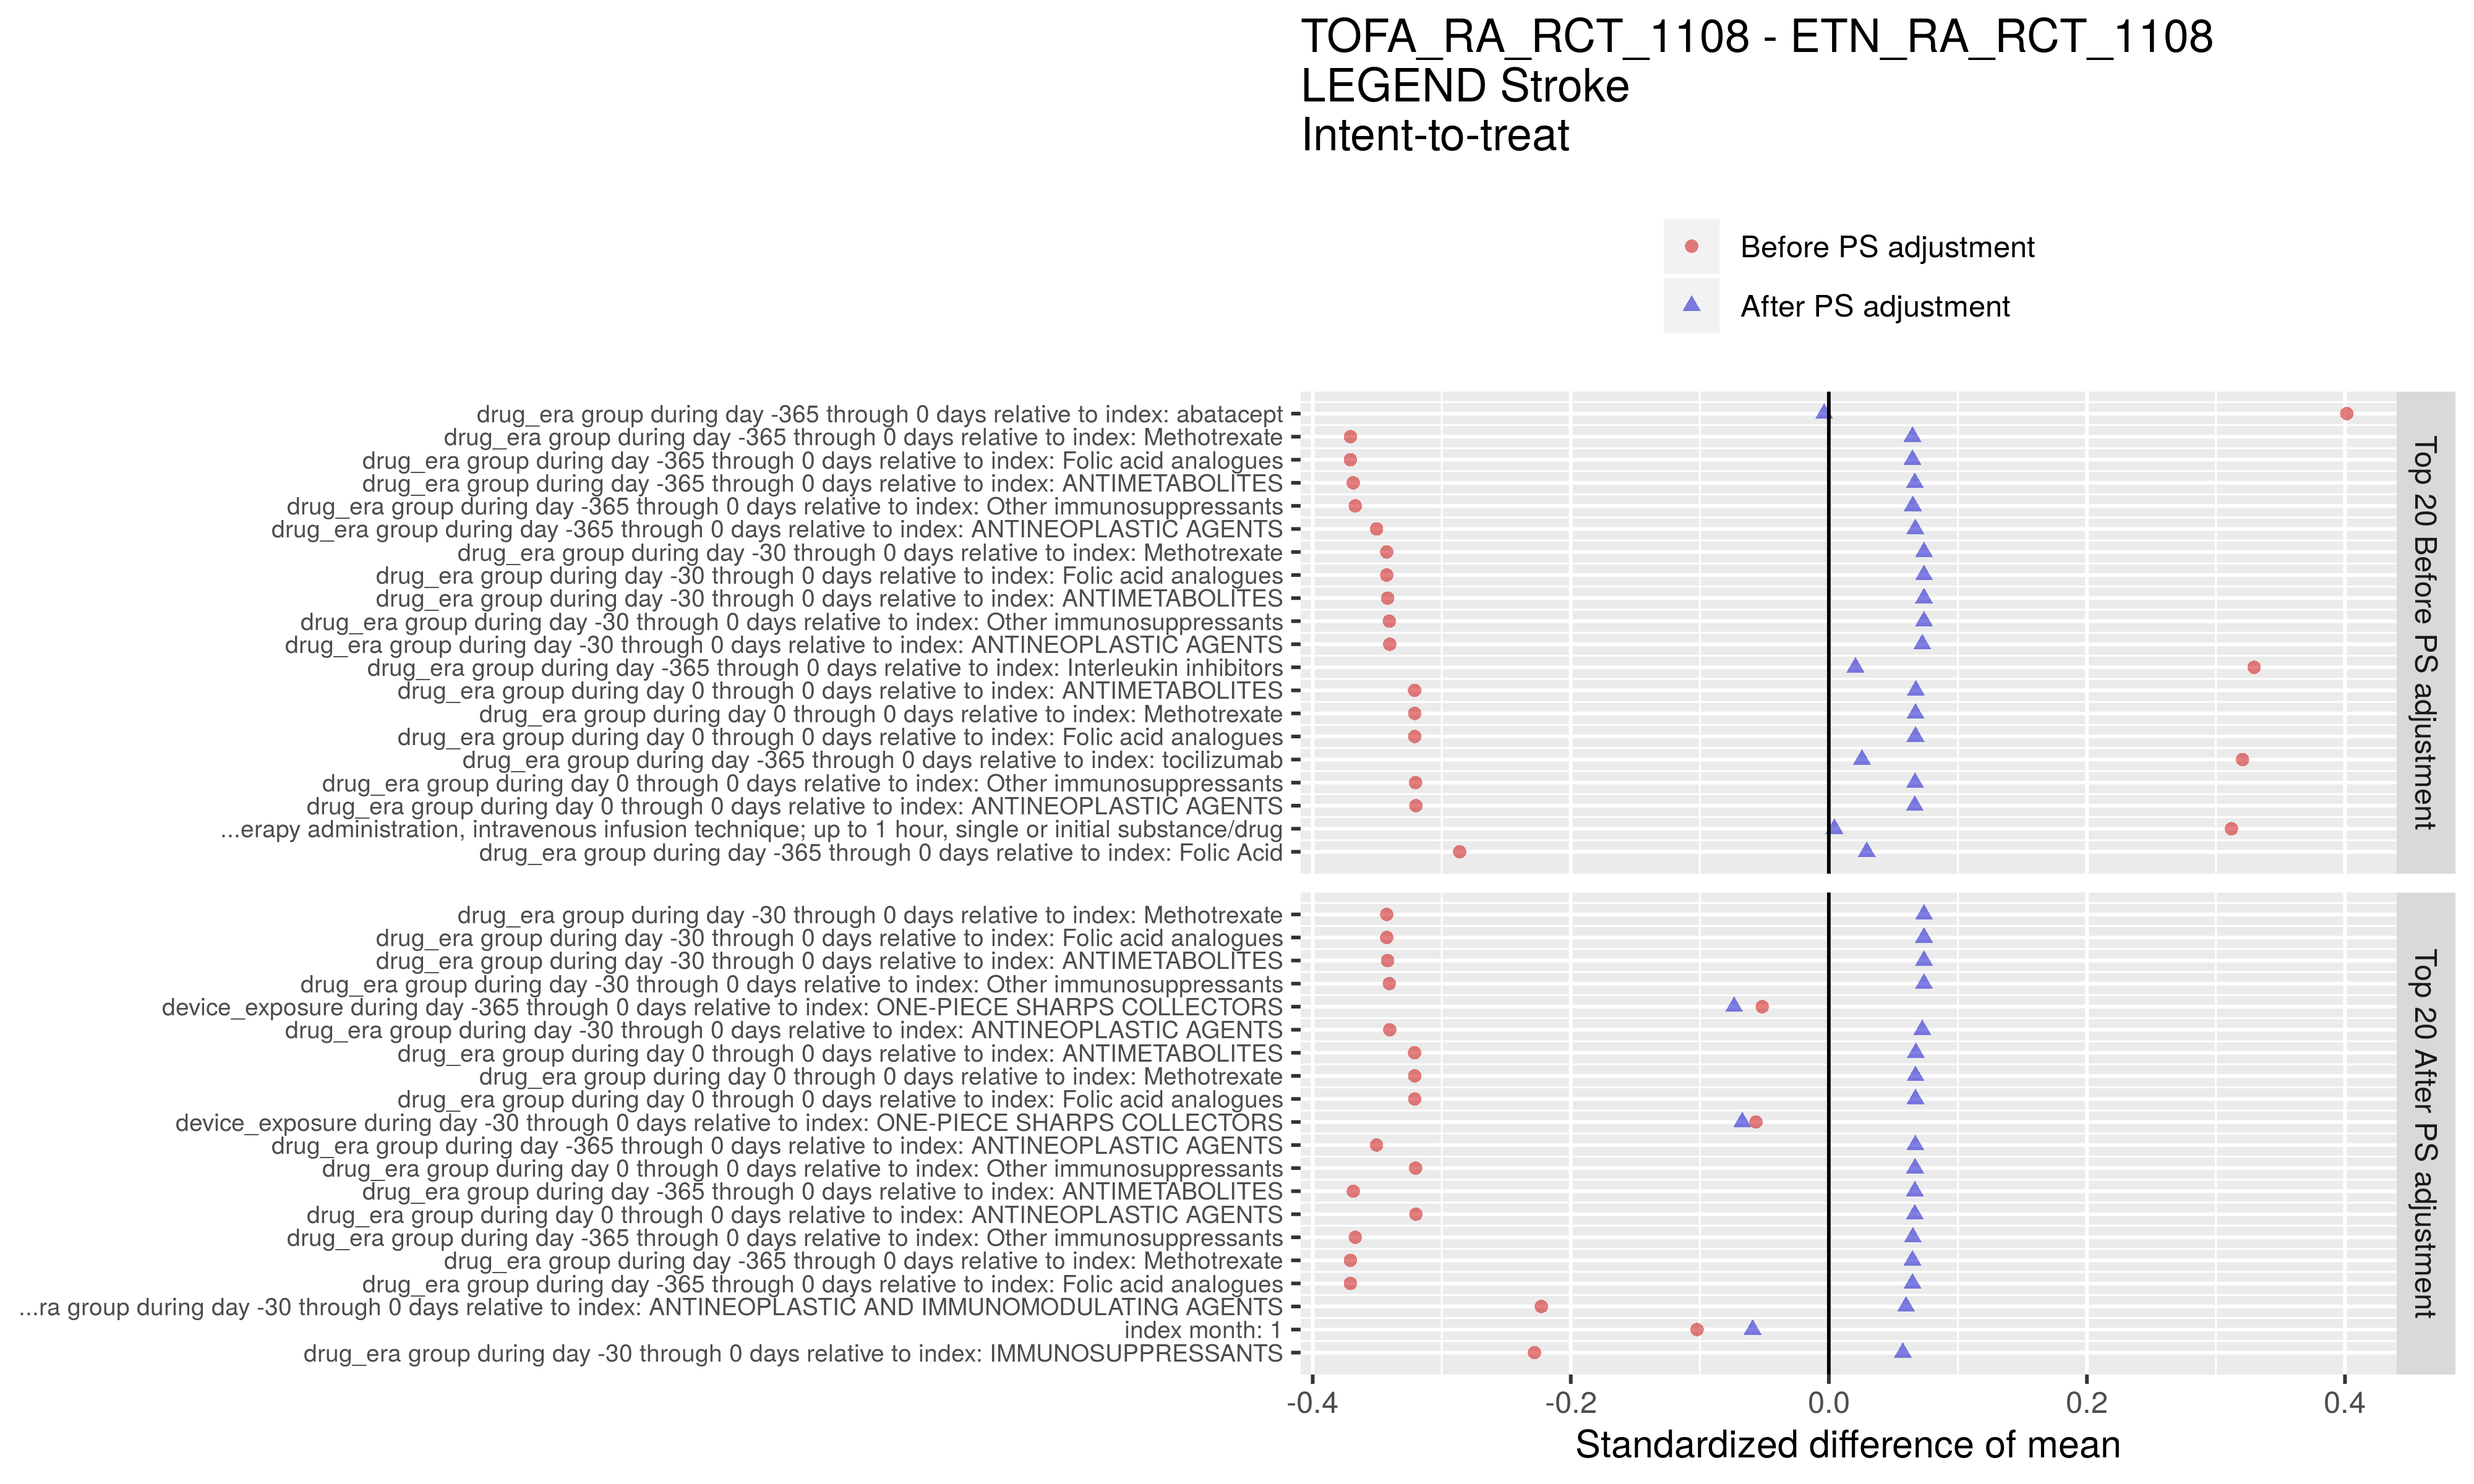 TOFA_RA_RCT_1108 - ETN_RA_RCT_1108
LEGEND Stroke
Intent-to-treat
Before PS adjustment
After PS adjustment
drug_era group during day -365 through 0 days relative to index: abatacept
drug_era group during day -365 through 0 days relative to index: Methotrexate
drug_era group during day -365 through 0 days relative to index: Folic acid analogues
drug_era group during day -365 through 0 days relative to index: ANTIMETABOLITES
drug_era group during day -365 through 0 days relative to index: Other immunosuppressants
drug_era group during day -365 through 0 days relative to index: ANTINEOPLASTIC AGENTS
drug_era group during day -30 through 0 days relative to index: Methotrexate
drug_era group during day -30 through 0 days relative to index: Folic acid analogues
drug_era group during day -30 through 0 days relative to index: ANTIMETABOLITES
drug_era group during day -30 through 0 days relative to index: Other immunosuppressants
drug_era group during day -30 through 0 days relative to index: ANTINEOPLASTIC AGENTS
drug_era group during day -365 through 0 days relative to index: Interleukin inhibitors
drug_era group during day 0 through 0 days relative to index: ANTIMETABOLITES
drug_era group during day 0 through 0 days relative to index: Methotrexate
drug_era group during day 0 through 0 days relative to index: Folic acid analogues
drug_era group during day -365 through 0 days relative to index: tocilizumab
drug_era group during day 0 through 0 days relative to index: Other immunosuppressants
drug_era group during day 0 through 0 days relative to index: ANTINEOPLASTIC AGENTS
...erapy administration, intravenous infusion technique; up to 1 hour, single or initial substance/drug
drug_era group during day -365 through 0 days relative to index: Folic Acid
Top 20 Before PS adjustment
drug_era group during day -30 through 0 days relative to index: Methotrexate
drug_era group during day -30 through 0 days relative to index: Folic acid analogues
drug_era group during day -30 through 0 days relative to index: ANTIMETABOLITES
drug_era group during day -30 through 0 days relative to index: Other immunosuppressants
device_exposure during day -365 through 0 days relative to index: ONE-PIECE SHARPS COLLECTORS
drug_era group during day -30 through 0 days relative to index: ANTINEOPLASTIC AGENTS
drug_era group during day 0 through 0 days relative to index: ANTIMETABOLITES
drug_era group during day 0 through 0 days relative to index: Methotrexate
drug_era group during day 0 through 0 days relative to index: Folic acid analogues
device_exposure during day -30 through 0 days relative to index: ONE-PIECE SHARPS COLLECTORS
drug_era group during day -365 through 0 days relative to index: ANTINEOPLASTIC AGENTS
drug_era group during day 0 through 0 days relative to index: Other immunosuppressants
drug_era group during day -365 through 0 days relative to index: ANTIMETABOLITES
drug_era group during day 0 through 0 days relative to index: ANTINEOPLASTIC AGENTS
drug_era group during day -365 through 0 days relative to index: Other immunosuppressants
drug_era group during day -365 through 0 days relative to index: Methotrexate
drug_era group during day -365 through 0 days relative to index: Folic acid analogues
...ra group during day -30 through 0 days relative to index: ANTINEOPLASTIC AND IMMUNOMODULATING AGENTS
index month: 1
drug_era group during day -30 through 0 days relative to index: IMMUNOSUPPRESSANTS
Top 20 After PS adjustment
-0.4 -0.2 0.0 0.2 0.4
Standardized difference of mean